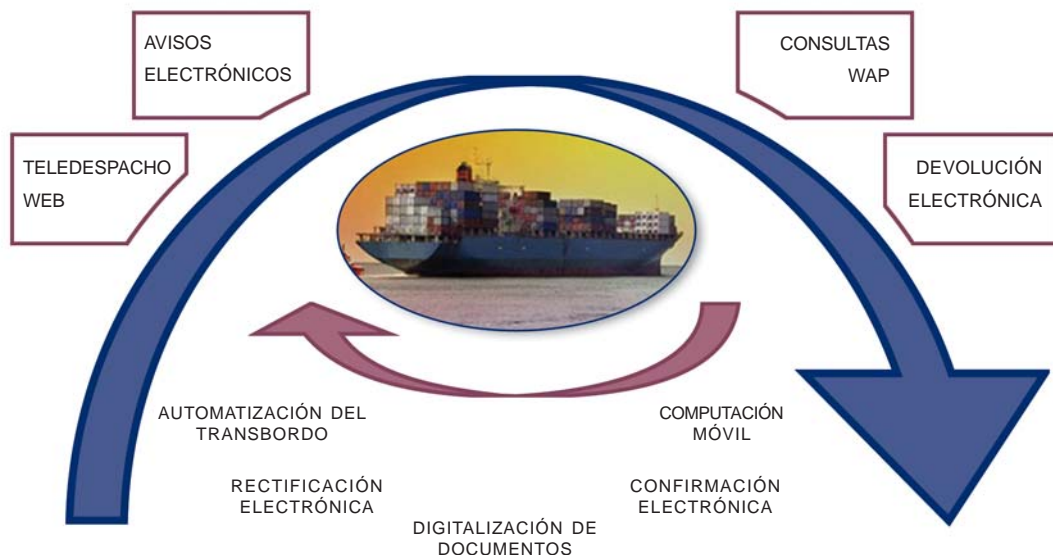 AVISOS
ELECTRÓNICOS
CONSULTAS
WAP
TELEDESPACHO
WEB
DEVOLUCIÓN
ELECTRÓNICA
AUTOMATIZACIÓN DEL
TRANSBORDO
COMPUTACIÓN
MÓVIL
RECTIFICACIÓN
ELECTRÓNICA
CONFIRMACIÓN
ELECTRÓNICA
DIGITALIZACIÓN DE
DOCUMENTOS